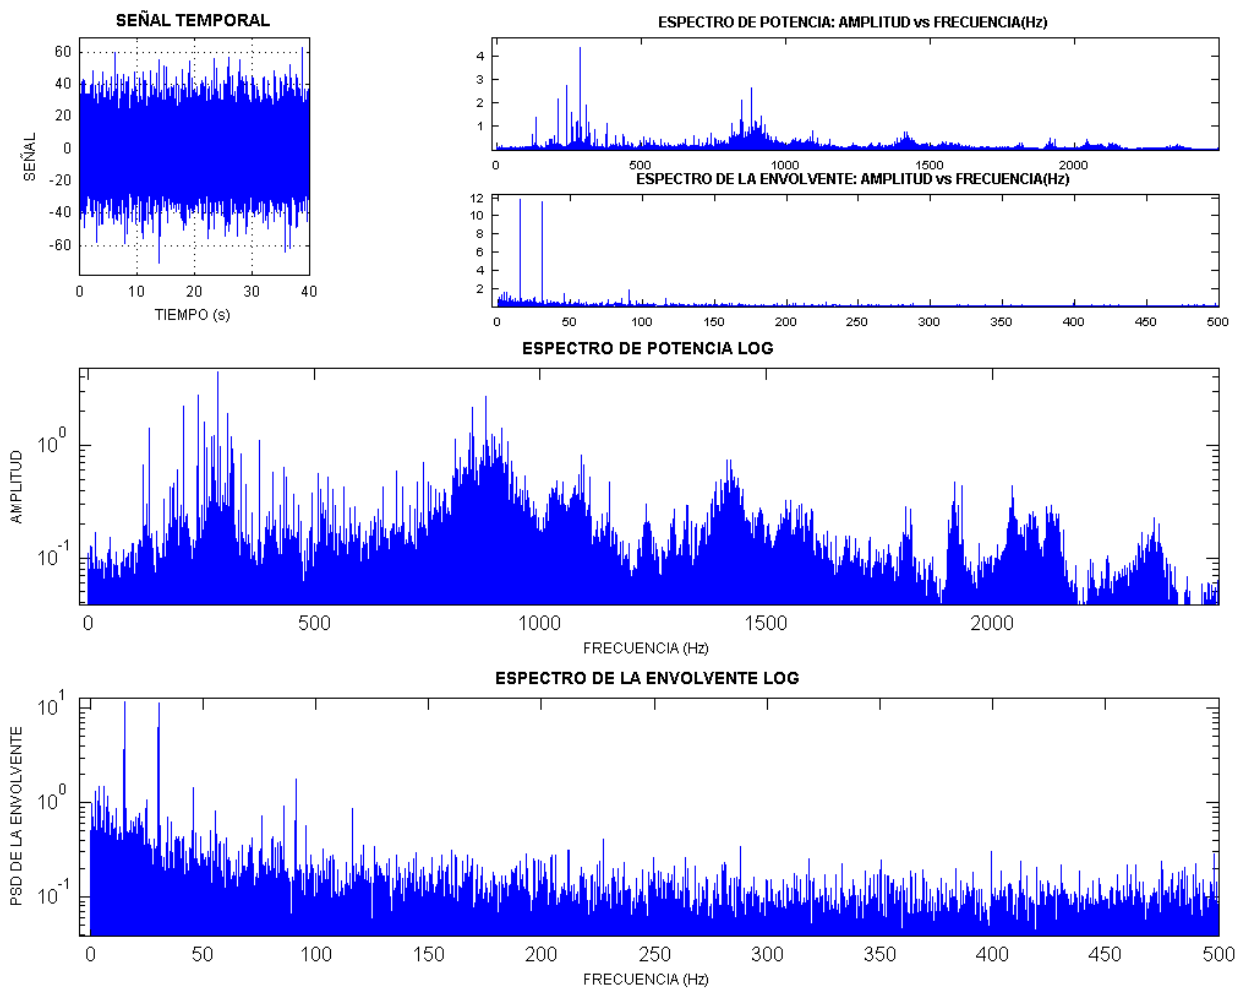 SEÑAL TEMPORAL
60
40
20
0
-20
-40
-60
SEÑAL
0 10 20 30 40
TIEMPO (s)
ESPECTRO DE POTENCIA: AMPLITUD vs FRECUENCIA(Hz)
4
3
2
1
0 500 1000 1500 2000
ESPECTRO DE LA ENVOLVENTE: AMPLITUD vs FRECUENCIA(Hz)
12
10
8
6
4
2
0 50 100 150 200 250 300 350 400 450 500
ESPECTRO DE POTENCIA LOG
AMPLITUD
10^0
10^-1
0 500 1000 1500 2000
FRECUENCIA (Hz)
ESPECTRO DE LA ENVOLVENTE LOG
PSD DE LA ENVOLVENTE
10^1
10^0
10^-1
0 50 100 150 200 250 300 350 400 450 500
FRECUENCIA (Hz)